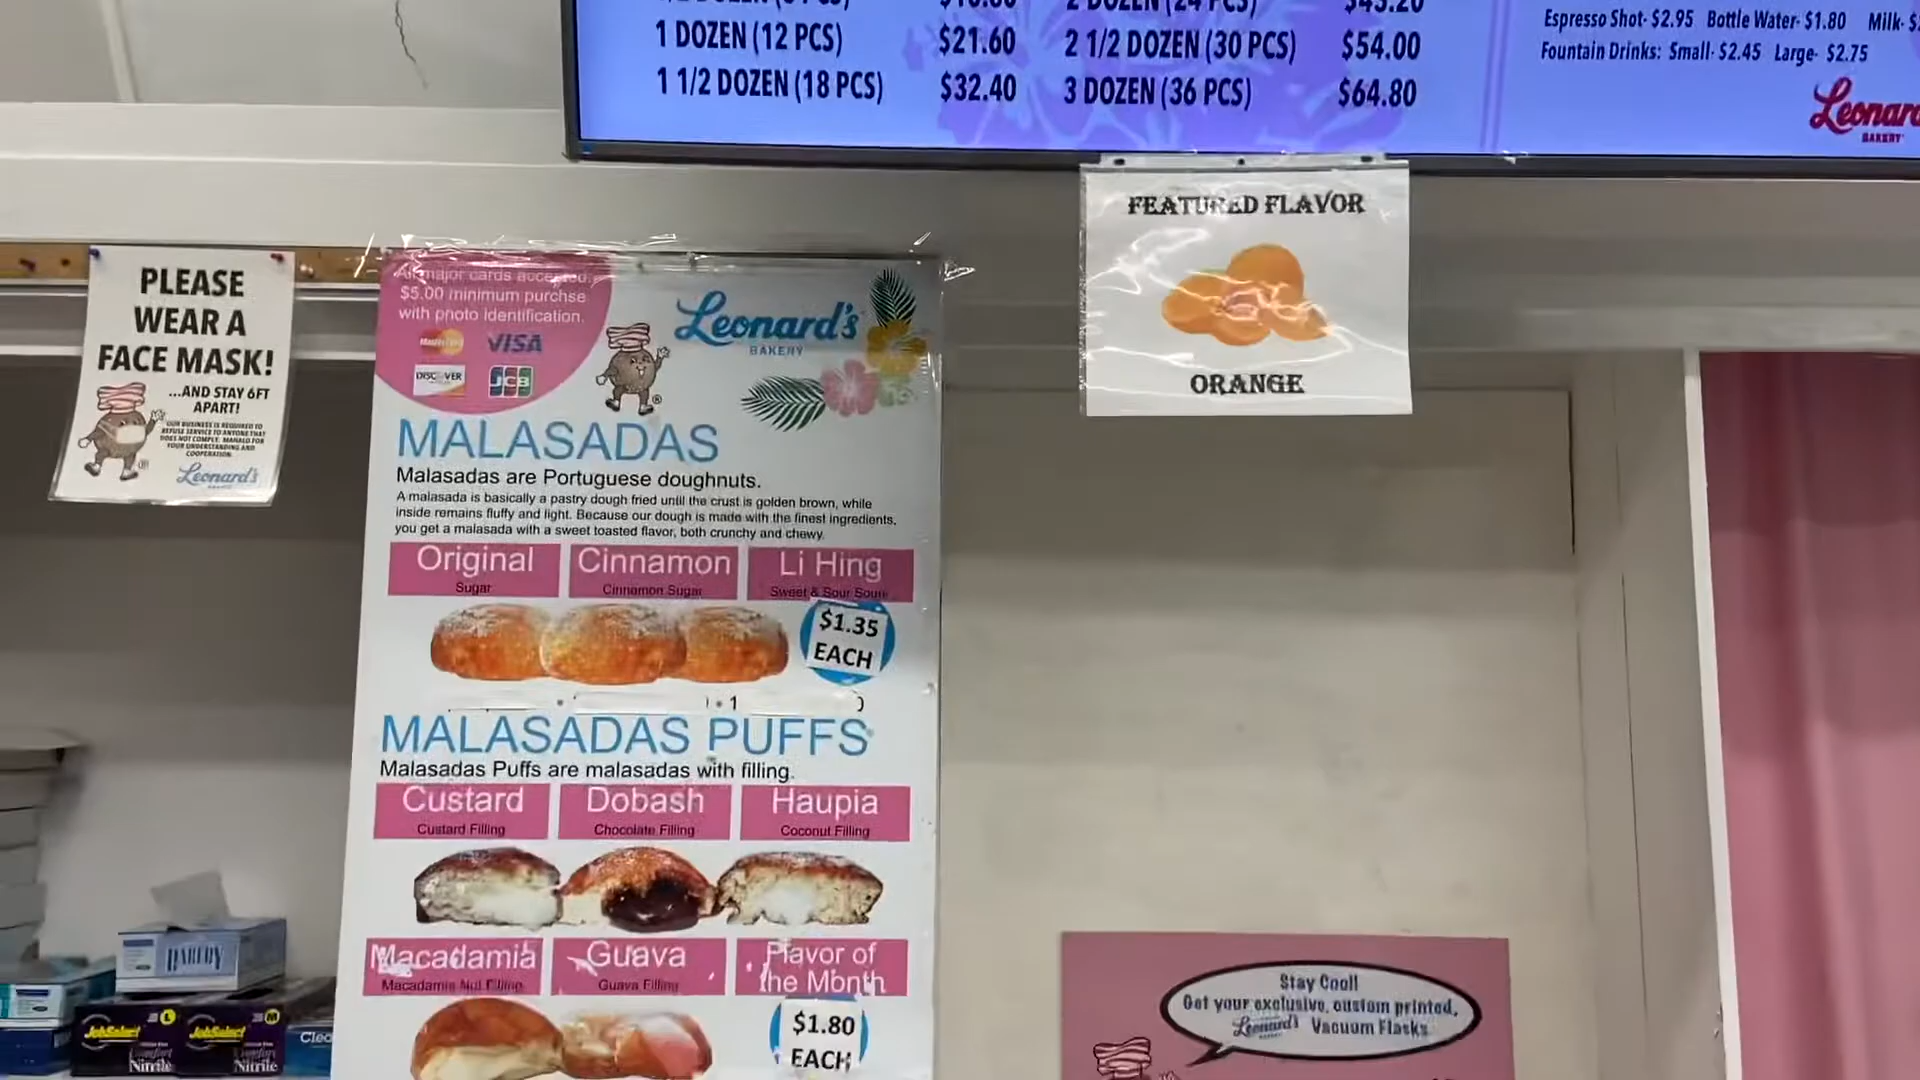 1 DOZEN (12 PCS) $21.60 2 1/2 DOZEN (30 PCS) $54.00
1 1/2 DOZEN (18 PCS) $32.40 3 DOZEN (36 PCS) $64.80
Espresso Shot- $2.95 Bottle Water- $1.80 Milk-
Fountain Drinks: Small- $2.45 Large- $2.75
BAKERY
FEATURED FLAVOR
ORANGE
PLEASE
WEAR A
FACE MASK!
...AND STAY 6FT
APART!
OUR BUSINESS IS REQUIRED TO
REFUSE SERVICE TO ANYONE THAT
DOES NOT COMPLY. MAHALO FOR
YOUR UNDERSTANDING AND
COOPERATION.
Leonard's
All major cards accepted.
$5.00 minimum purchse
with photo identification.
MasterCard VISA
DISCOVER JCB
Leonard's
BAKERY
MALASADAS
Malasadas are Portuguese doughnuts.
A malasada is basically a pastry dough fried until the crust is golden brown, while
inside remains fluffy and light. Because our dough is made with the finest ingredients,
you get a malasada with a sweet toasted flavor, both crunchy and chewy.
Original Cinnamon Li Hing
Sugar Cinnamon Sugar Sweet & Sour
$1.35
EACH
MALASADAS PUFFS
Malasadas Puffs are malasadas with filling.
Custard Dobash Haupia
Custard Filling Chocolate Filling Coconut Filling
Macadamia Guava Flavor of
the Month
Macadamia Nut Filling Guava Filling
$1.80
EACH
Stay Cool!
Get your exclusive, custom printed,
Leonard's Vacuum Flasks
JobSelect L JobSelect M
Comfort Comfort
Nitrile Nitrile